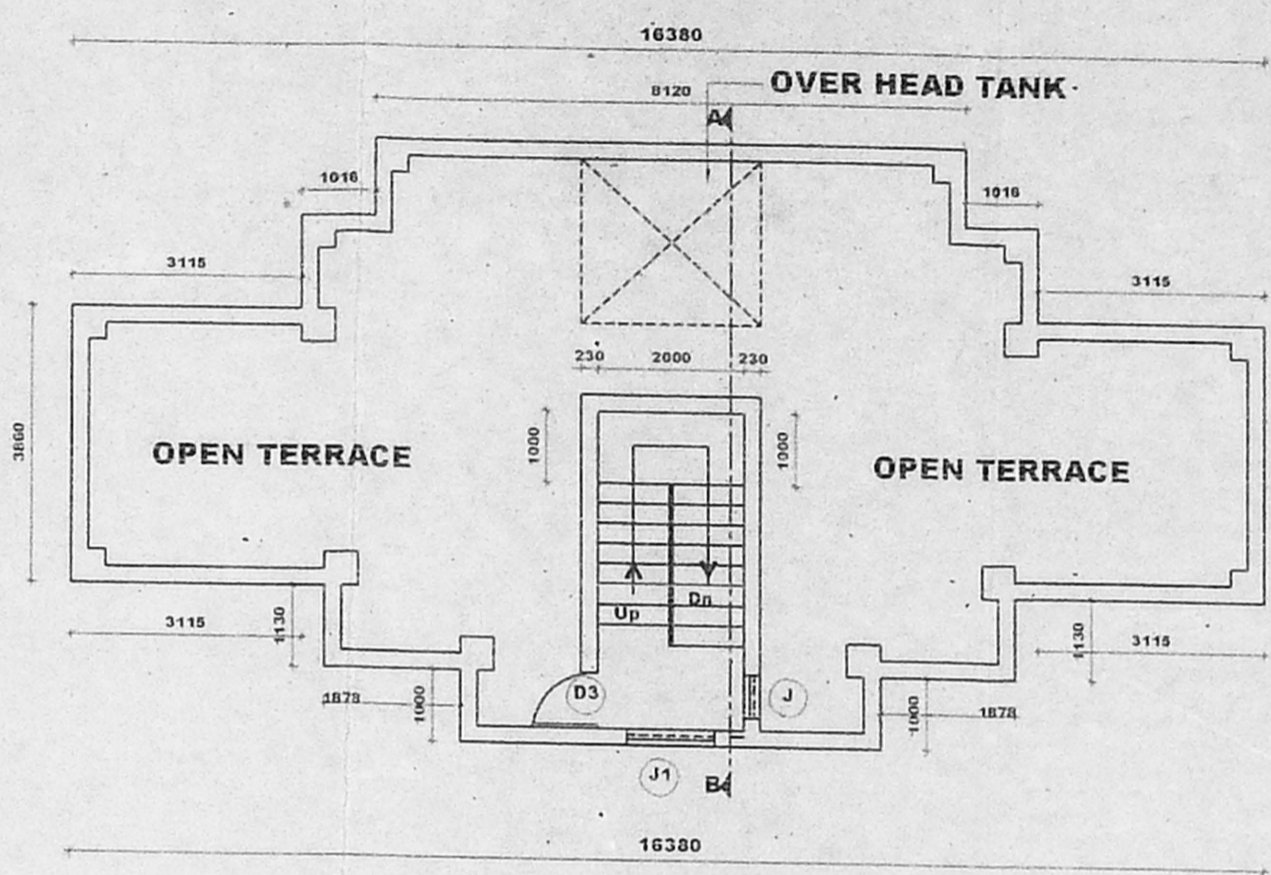 16380
OVER HEAD TANK
8120
A
1016
1016
3115
3115
230 2000 230
3860
1000
1000
OPEN TERRACE
OPEN TERRACE
Up
Dn
3115
1130
1130
3115
D3
J
1878
1000
1000
1878
J1
B
16380